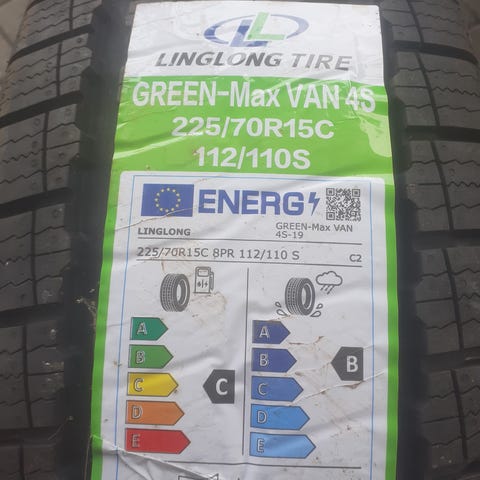 LINGLONG TIRE
GREEN-Max VAN 4S
225/70R15C
112/110S
ENERG
LINGLONG
GREEN-Max VAN
4S-19
225/70R15C 8PR 112/110 S
C2
A
B
C
D
E
C
A
B
C
D
E
B